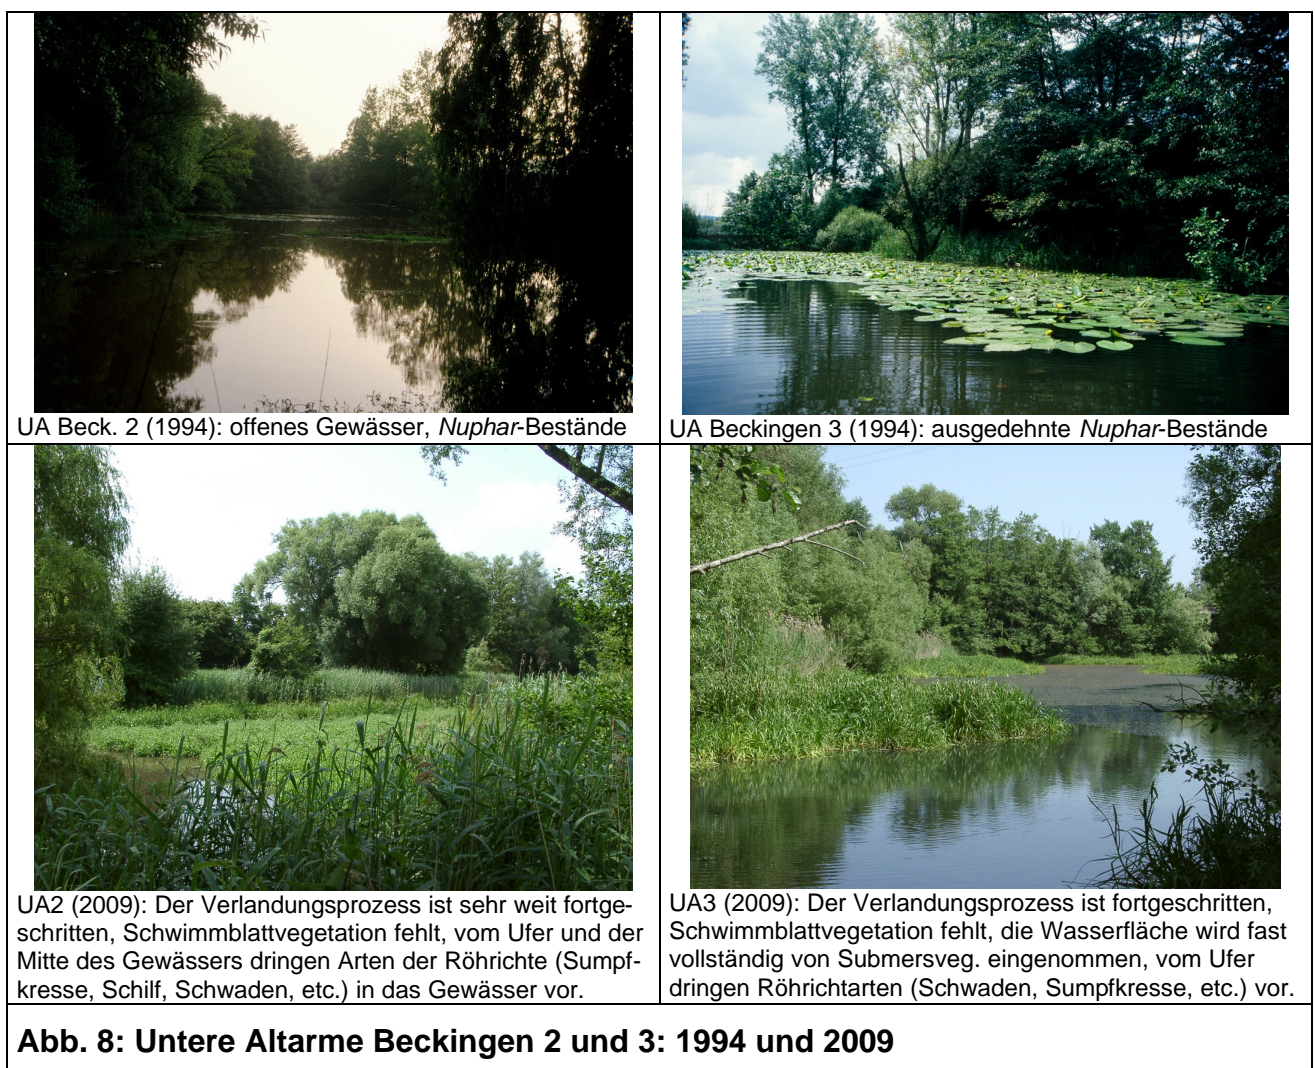 UA Beck. 2 (1994): offenes Gewässer, Nuphar-Bestände
UA Beckingen 3 (1994): ausgedehnte Nuphar-Bestände
UA2 (2009): Der Verlandungsprozess ist sehr weit fortge-
schritten, Schwimmblattvegetation fehlt, vom Ufer und der
Mitte des Gewässers dringen Arten der Röhrichte (Sumpf-
kresse, Schilf, Schwaden, etc.) in das Gewässer vor.
UA3 (2009): Der Verlandungsprozess ist fortgeschritten,
Schwimmblattvegetation fehlt, die Wasserfläche wird fast
vollständig von Submersveg. eingenommen, vom Ufer
dringen Röhrichtarten (Schwaden, Sumpfkresse, etc.) vor.
Abb. 8: Untere Altarme Beckingen 2 und 3: 1994 und 2009